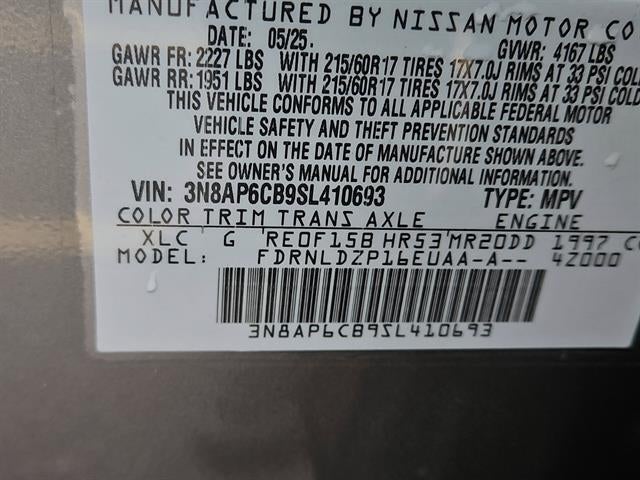 MANUFACTURED BY NISSAN MOTOR CO
DATE: 05/25. GVWR: 4167 LBS
GAWR FR: 2227 LBS WITH 215/60R17 TIRES 17X7.0J RIMS AT 33 PSI COLD
GAWR RR: 1951 LBS WITH 215/60R17 TIRES 17X7.0J RIMS AT 33 PSI COLD
THIS VEHICLE CONFORMS TO ALL APPLICABLE FEDERAL MOTOR
VEHICLE SAFETY AND THEFT PREVENTION STANDARDS
IN EFFECT ON THE DATE OF MANUFACTURE SHOWN ABOVE.
SEE OWNER'S MANUAL FOR ADDITIONAL INFORMATION.
VIN: 3N8AP6CB9SL410693 TYPE: MPV
COLOR TRIM TRANS AXLE ENGINE
XLC G RE0F15B HR53 MR20DD 1997 CC
MODEL: FDRNLDZP16EUAA-A-- 4Z000
3N8AP6CB9SL410693